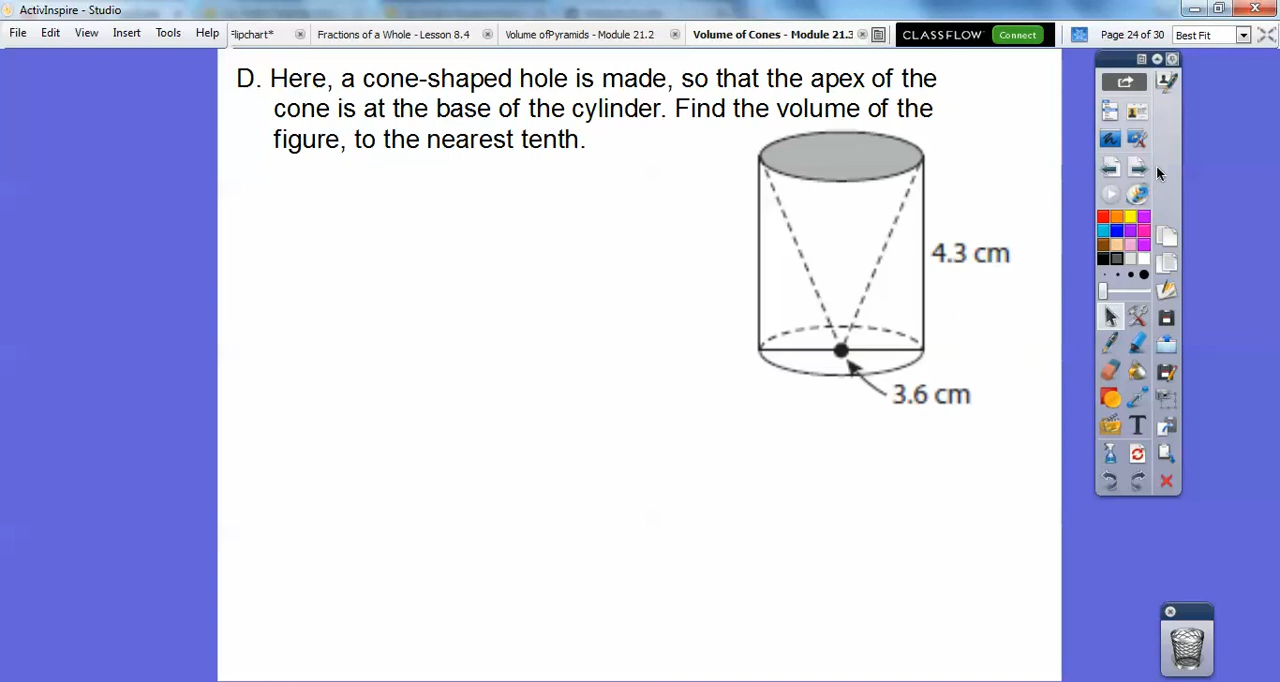 ActivInspire - Studio
File Edit View Insert Tools Help
Flipchart* Fractions of a Whole - Lesson 8.4 Volume ofPyramids - Module 21.2 Volume of Cones - Module 21.3 CLASSFLOW Connect Page 24 of 30 Best Fit
D. Here, a cone-shaped hole is made, so that the apex of the
cone is at the base of the cylinder. Find the volume of the
figure, to the nearest tenth.
4.3 cm
3.6 cm
T